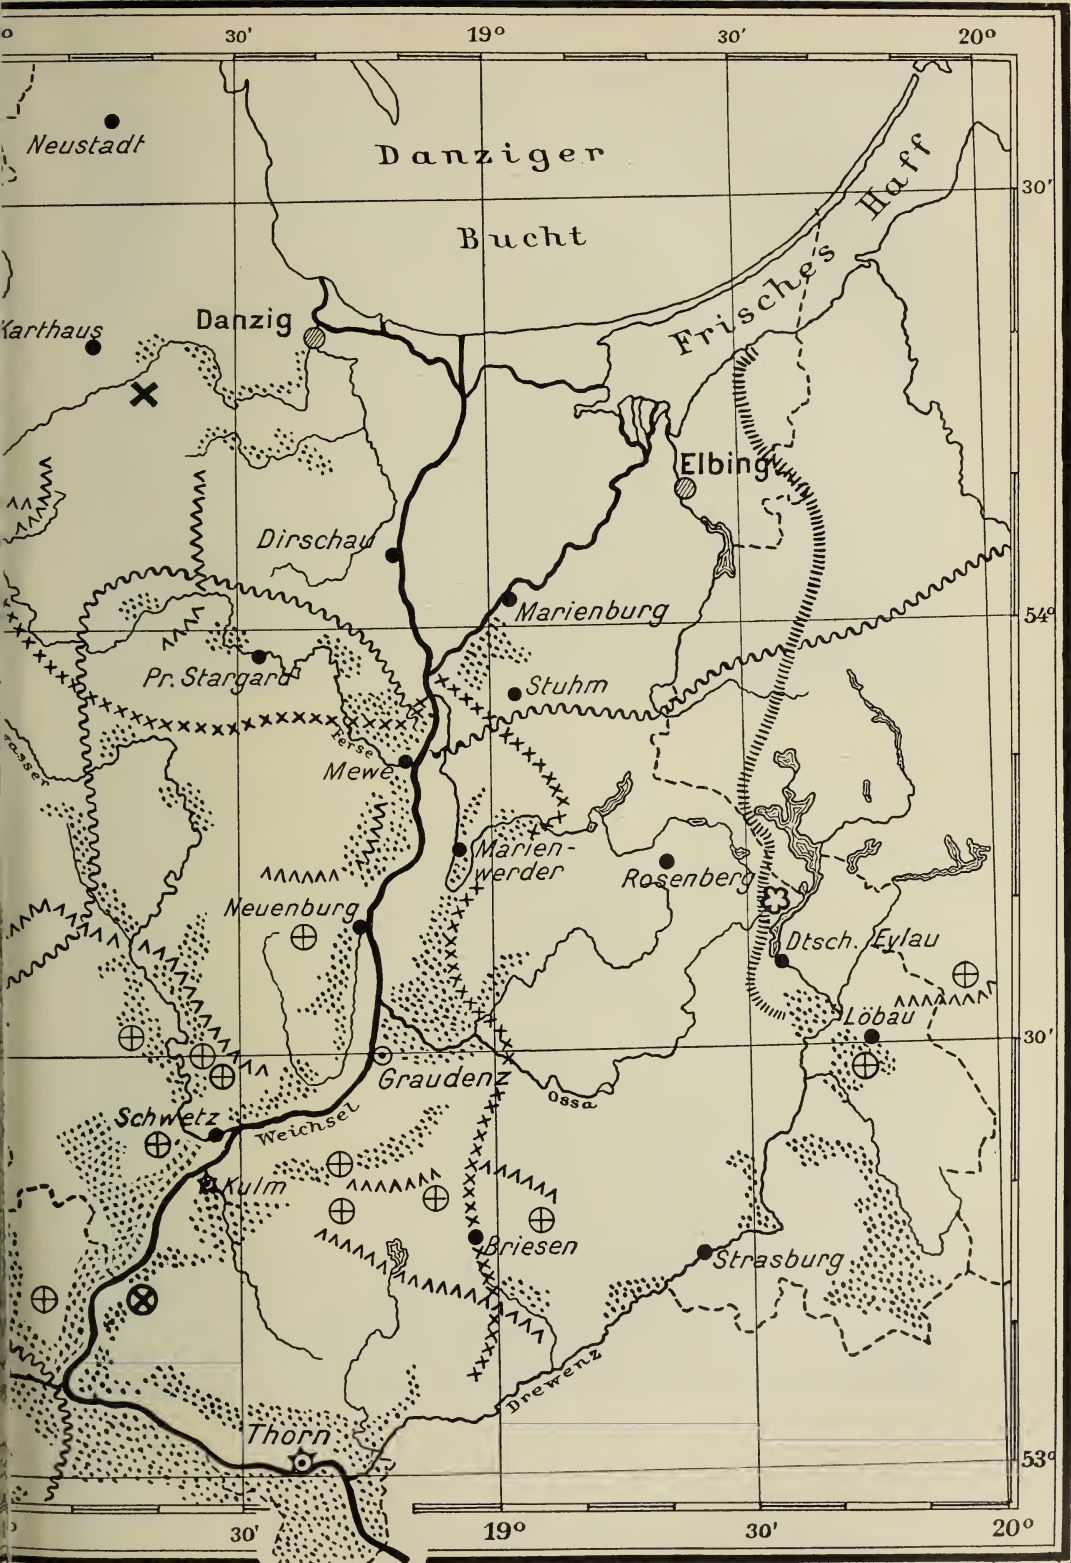 30'
19°
30'
20°
Neustadt
Danziger
Bucht
Frisches Haff
30'
Karthaus
Danzig
Elbing
Dirschau
Marienburg
54°
Pr. Stargard
Stuhm
Ferse
Mewe
Marien-
werder
Rosenberg
Neuenburg
Dtsch. Eylau
Löbau
30'
Graudenz
Ossa
Schwetz
Weichsel
Kulm
Briesen
Strasburg
Drewenz
Thorn
53°
30'
19°
30'
20°